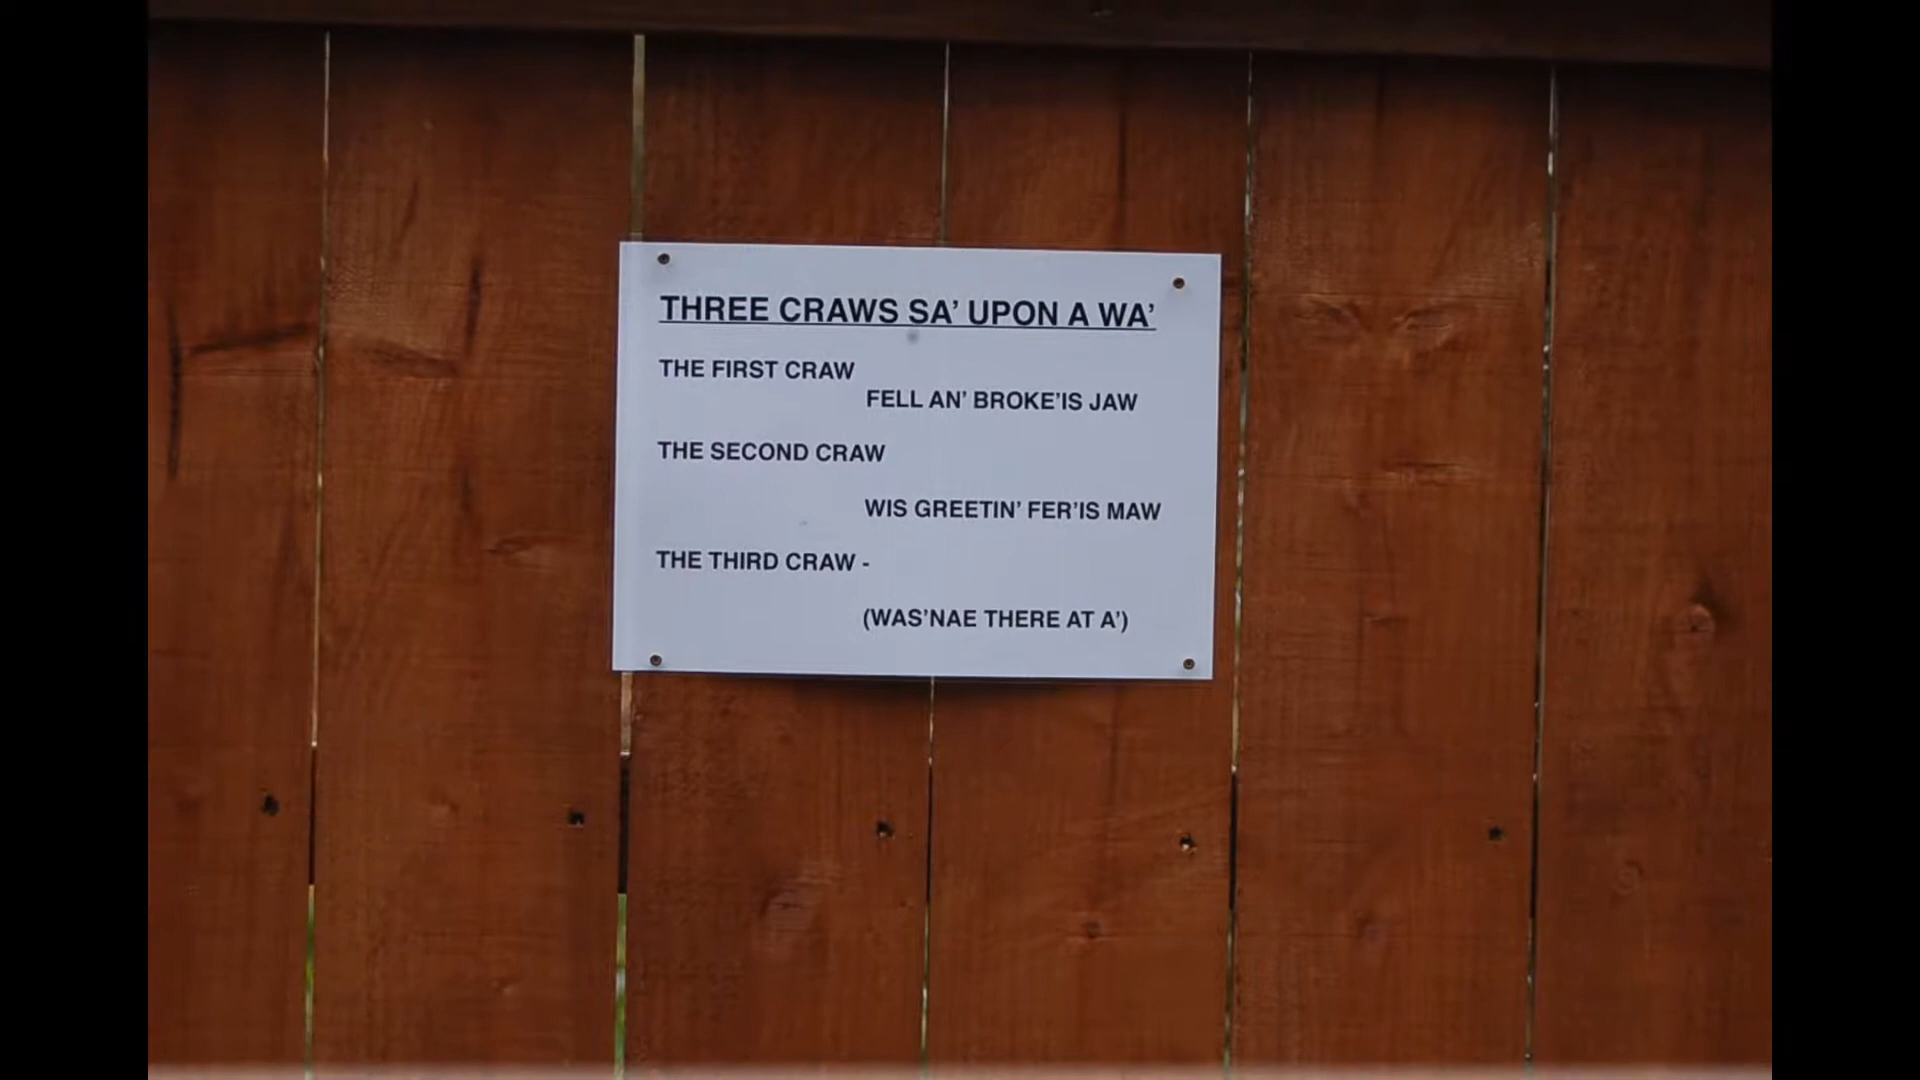 THREE CRAWS SA’ UPON A WA’
THE FIRST CRAW
FELL AN’ BROKE’IS JAW
THE SECOND CRAW
WIS GREETIN’ FER’IS MAW
THE THIRD CRAW -
(WAS’NAE THERE AT A’)